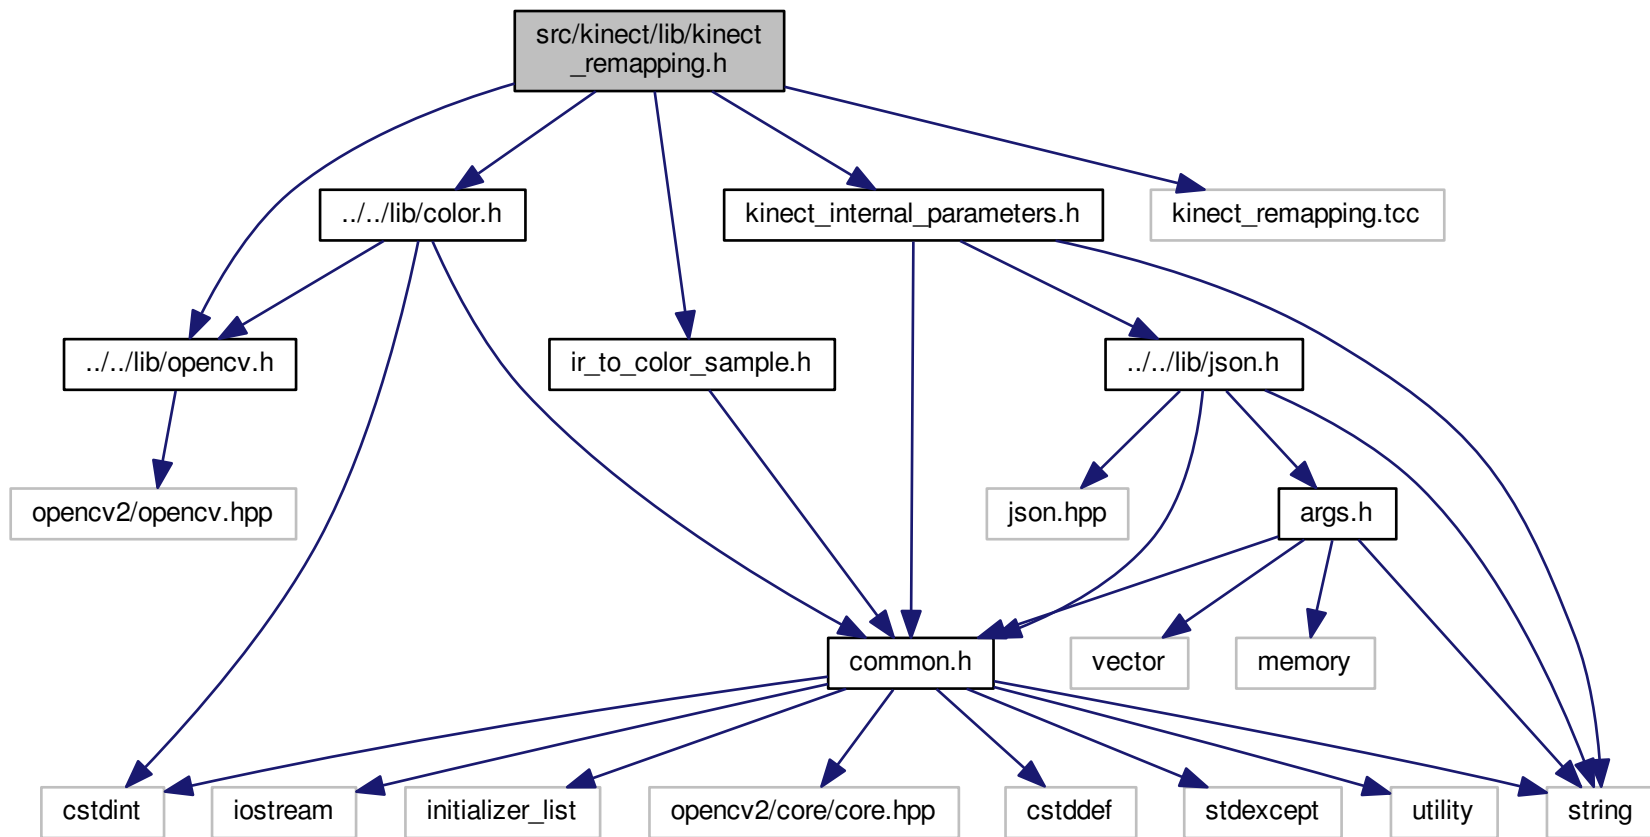 src/kinect/lib/kinect
_remapping.h
../../lib/color.h
kinect_internal_parameters.h
kinect_remapping.tcc
../../lib/opencv.h
ir_to_color_sample.h
../../lib/json.h
opencv2/opencv.hpp
json.hpp
args.h
common.h
vector
memory
cstdint
iostream
initializer_list
opencv2/core/core.hpp
cstddef
stdexcept
utility
string